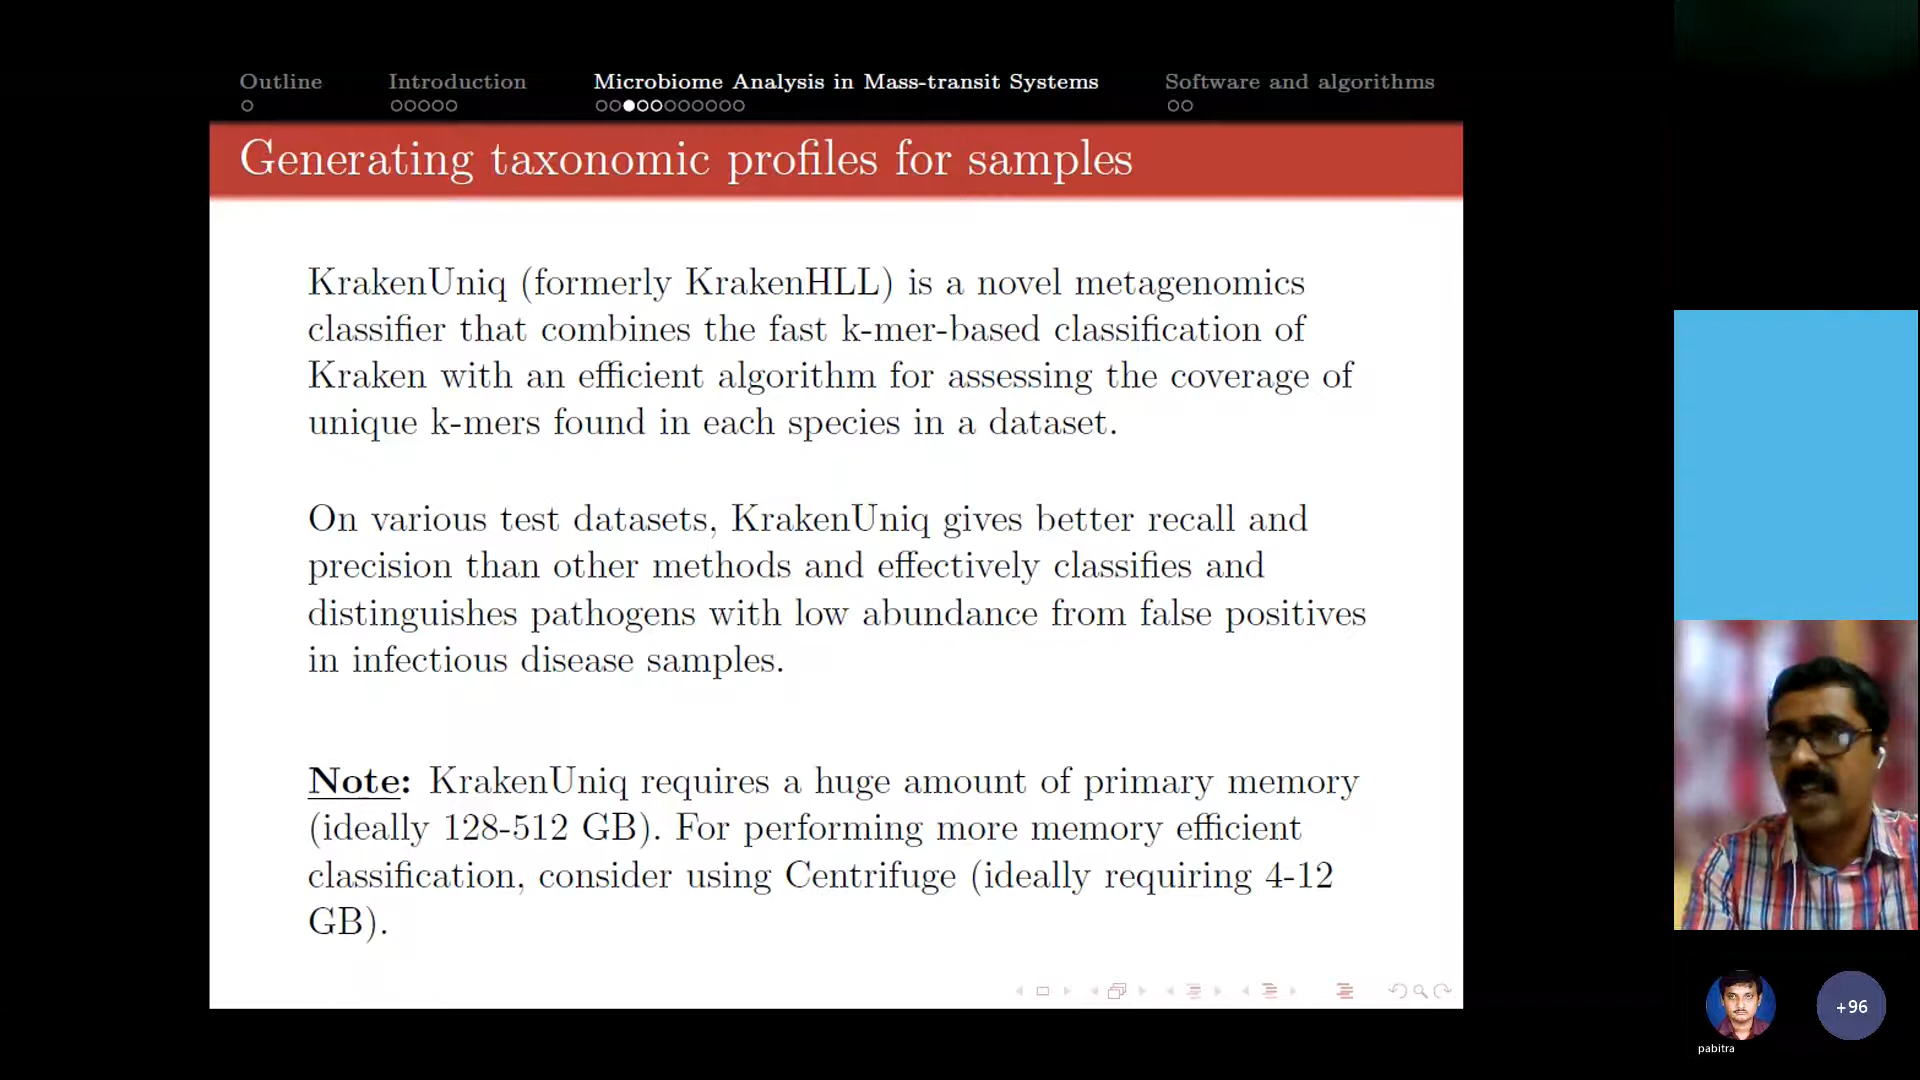 Outline Introduction Microbiome Analysis in Mass-transit Systems Software and algorithms
Generating taxonomic profiles for samples
KrakenUniq (formerly KrakenHLL) is a novel metagenomics
classifier that combines the fast k-mer-based classification of
Kraken with an efficient algorithm for assessing the coverage of
unique k-mers found in each species in a dataset.
On various test datasets, KrakenUniq gives better recall and
precision than other methods and effectively classifies and
distinguishes pathogens with low abundance from false positives
in infectious disease samples.
Note: KrakenUniq requires a huge amount of primary memory
(ideally 128-512 GB). For performing more memory efficient
classification, consider using Centrifuge (ideally requiring 4-12
GB).
+96
pabitra